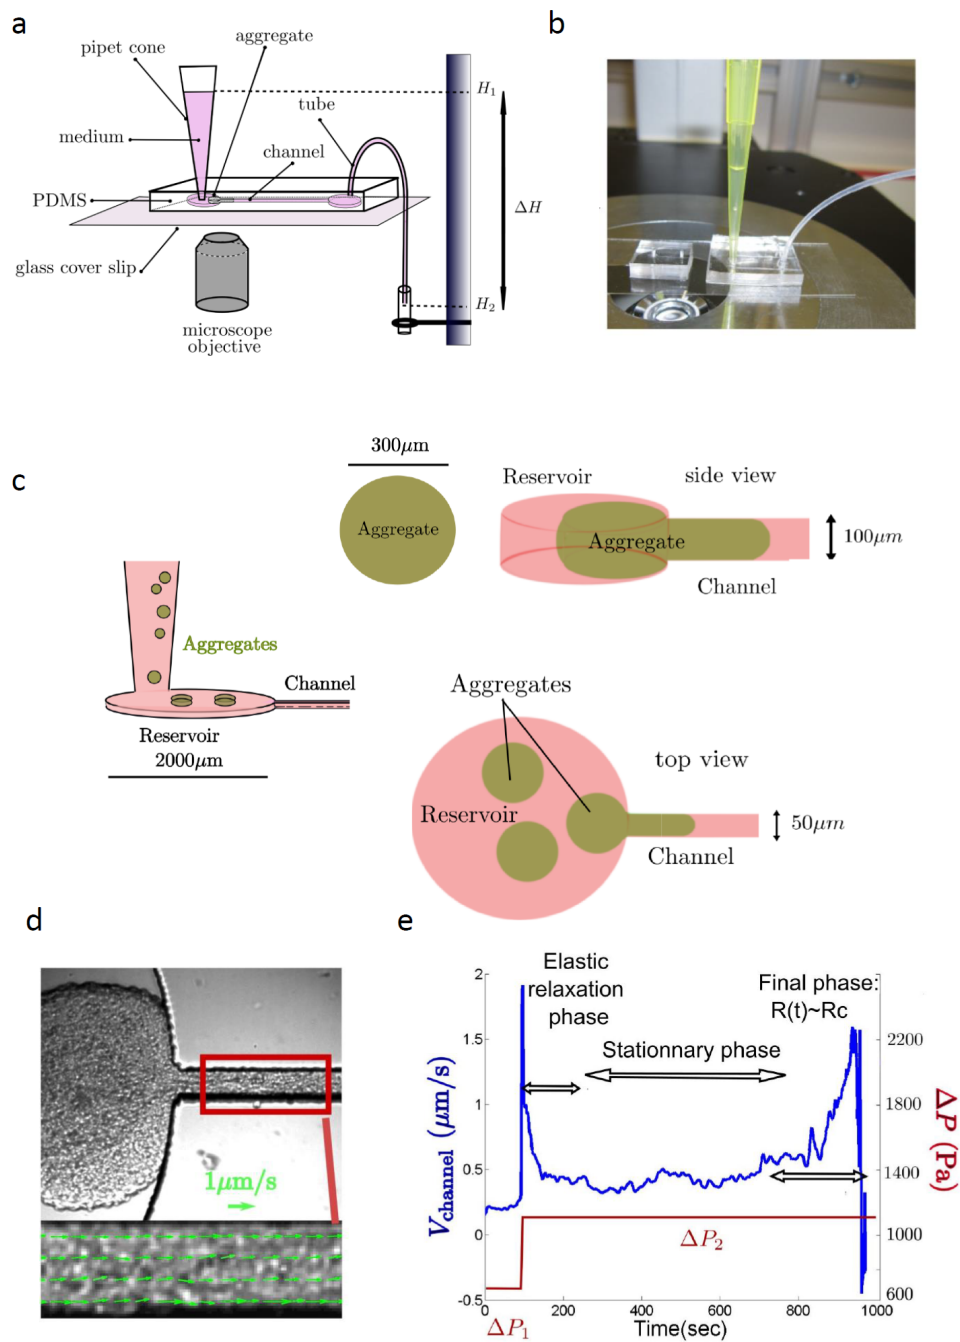 a
aggregate
pipet cone
H₁
tube
medium
channel
PDMS
ΔH
glass cover slip
H₂
microscope
objective
b
c
300μm
Aggregate
Reservoir
side view
Aggregate
100μm
Channel
Aggregates
Channel
Reservoir
2000μm
Aggregates
top view
Reservoir
50μm
Channel
d
1μm/s
e
Elastic
relaxation
phase
Final phase:
R(t)~Rc
Stationnary phase
2
1.5
1
0.5
0
-0.5
V channel (μm/s)
2200
1800
1400
1000
600
ΔP (Pa)
ΔP₂
0
200
400
600
800
1000
ΔP₁
Time(sec)